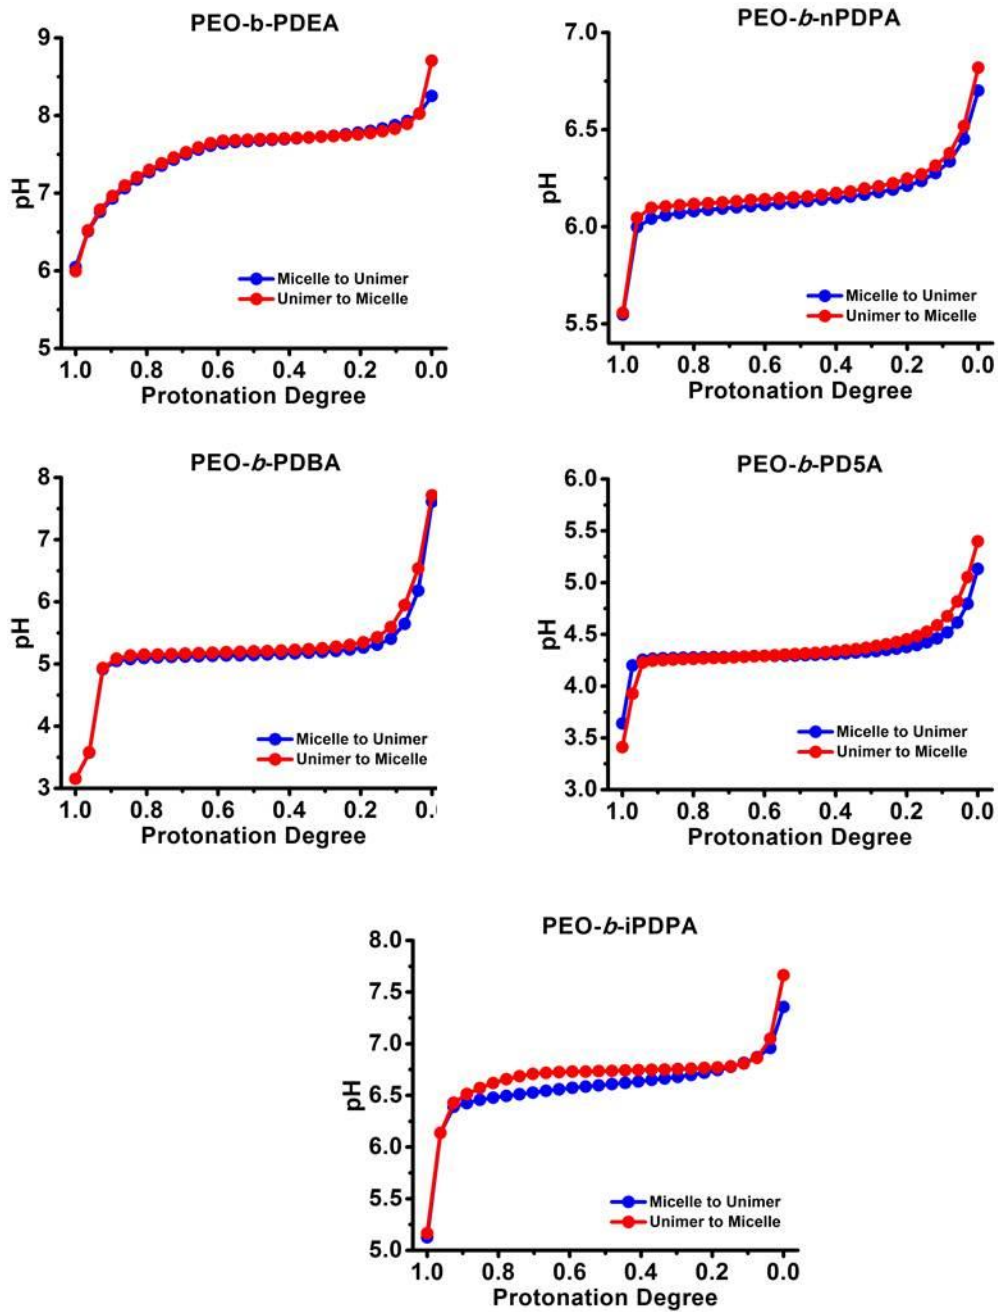 PEO-b-PDEA
9
8
7
6
5
pH
Micelle to Unimer
Unimer to Micelle
1.0 0.8 0.6 0.4 0.2 0.0
Protonation Degree
PEO-b-nPDPA
7.0
6.5
6.0
5.5
pH
Micelle to Unimer
Unimer to Micelle
1.0 0.8 0.6 0.4 0.2 0.0
Protonation Degree
PEO-b-PDBA
8
7
6
5
4
3
pH
Micelle to Unimer
Unimer to Micelle
1.0 0.8 0.6 0.4 0.2 0.
Protonation Degree
PEO-b-PD5A
6.0
5.5
5.0
4.5
4.0
3.5
3.0
pH
Micelle to Unimer
Unimer to Micelle
1.0 0.8 0.6 0.4 0.2 0.0
Protonation Degree
PEO-b-iPDPA
8.0
7.5
7.0
6.5
6.0
5.5
5.0
pH
Micelle to Unimer
Unimer to Micelle
1.0 0.8 0.6 0.4 0.2 0.0
Protonation Degree